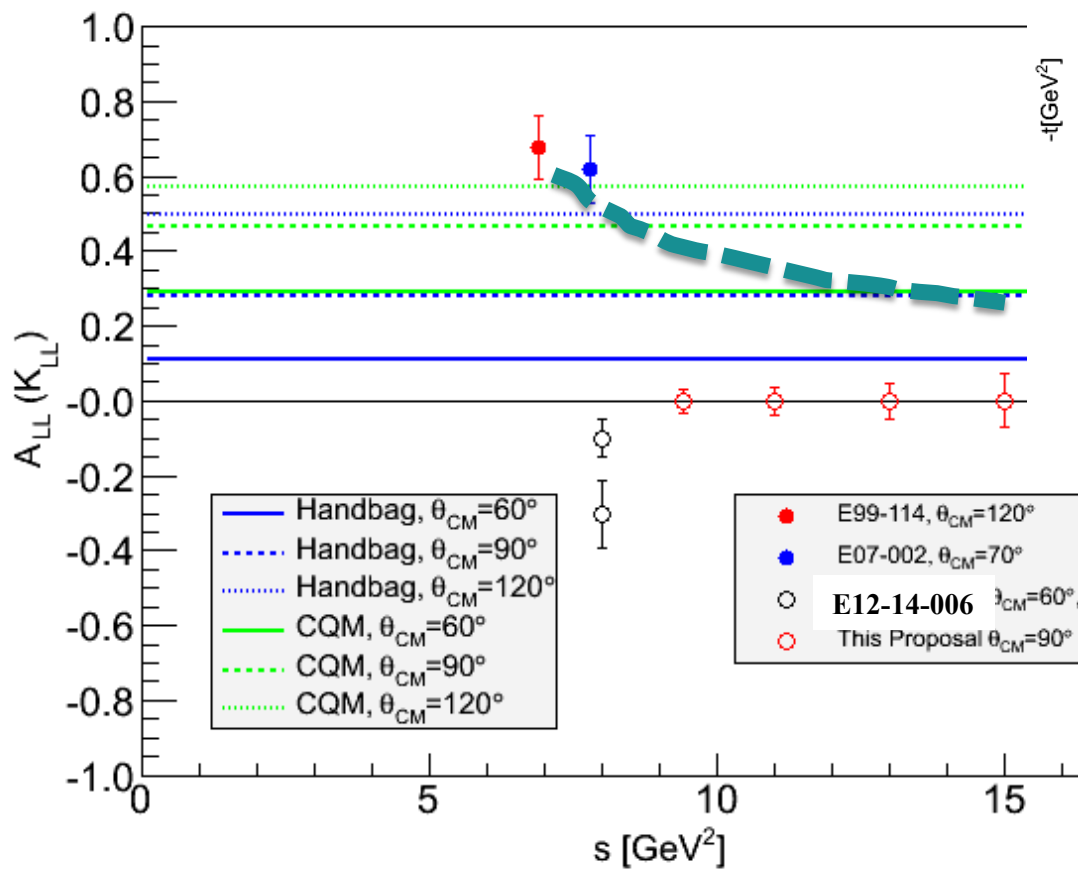 1.0
0.8
0.6
0.4
0.2
-0.0
-0.2
-0.4
-0.6
-0.8
-1.0
A_LL (K_LL)
-t[GeV²]
Handbag, θ_CM=60°
Handbag, θ_CM=90°
Handbag, θ_CM=120°
CQM, θ_CM=60°
CQM, θ_CM=90°
CQM, θ_CM=120°
E99-114, θ_CM=120°
E07-002, θ_CM=70°
E12-14-006 θ_CM=60°,
This Proposal θ_CM=90°
0 5 10 15
s [GeV²]